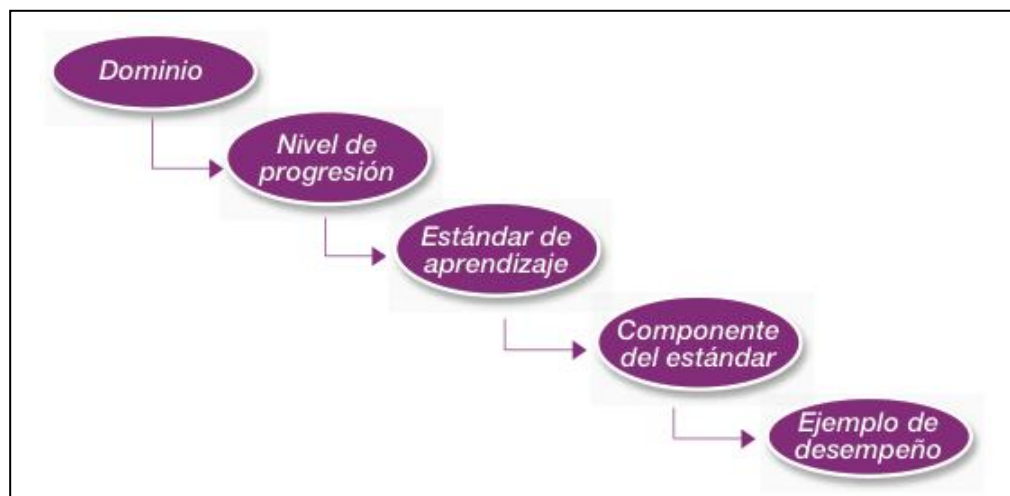 Dominio
Nivel de
progresión
Estándar de
aprendizaje
Componente
del estándar
Ejemplo de
desempeño